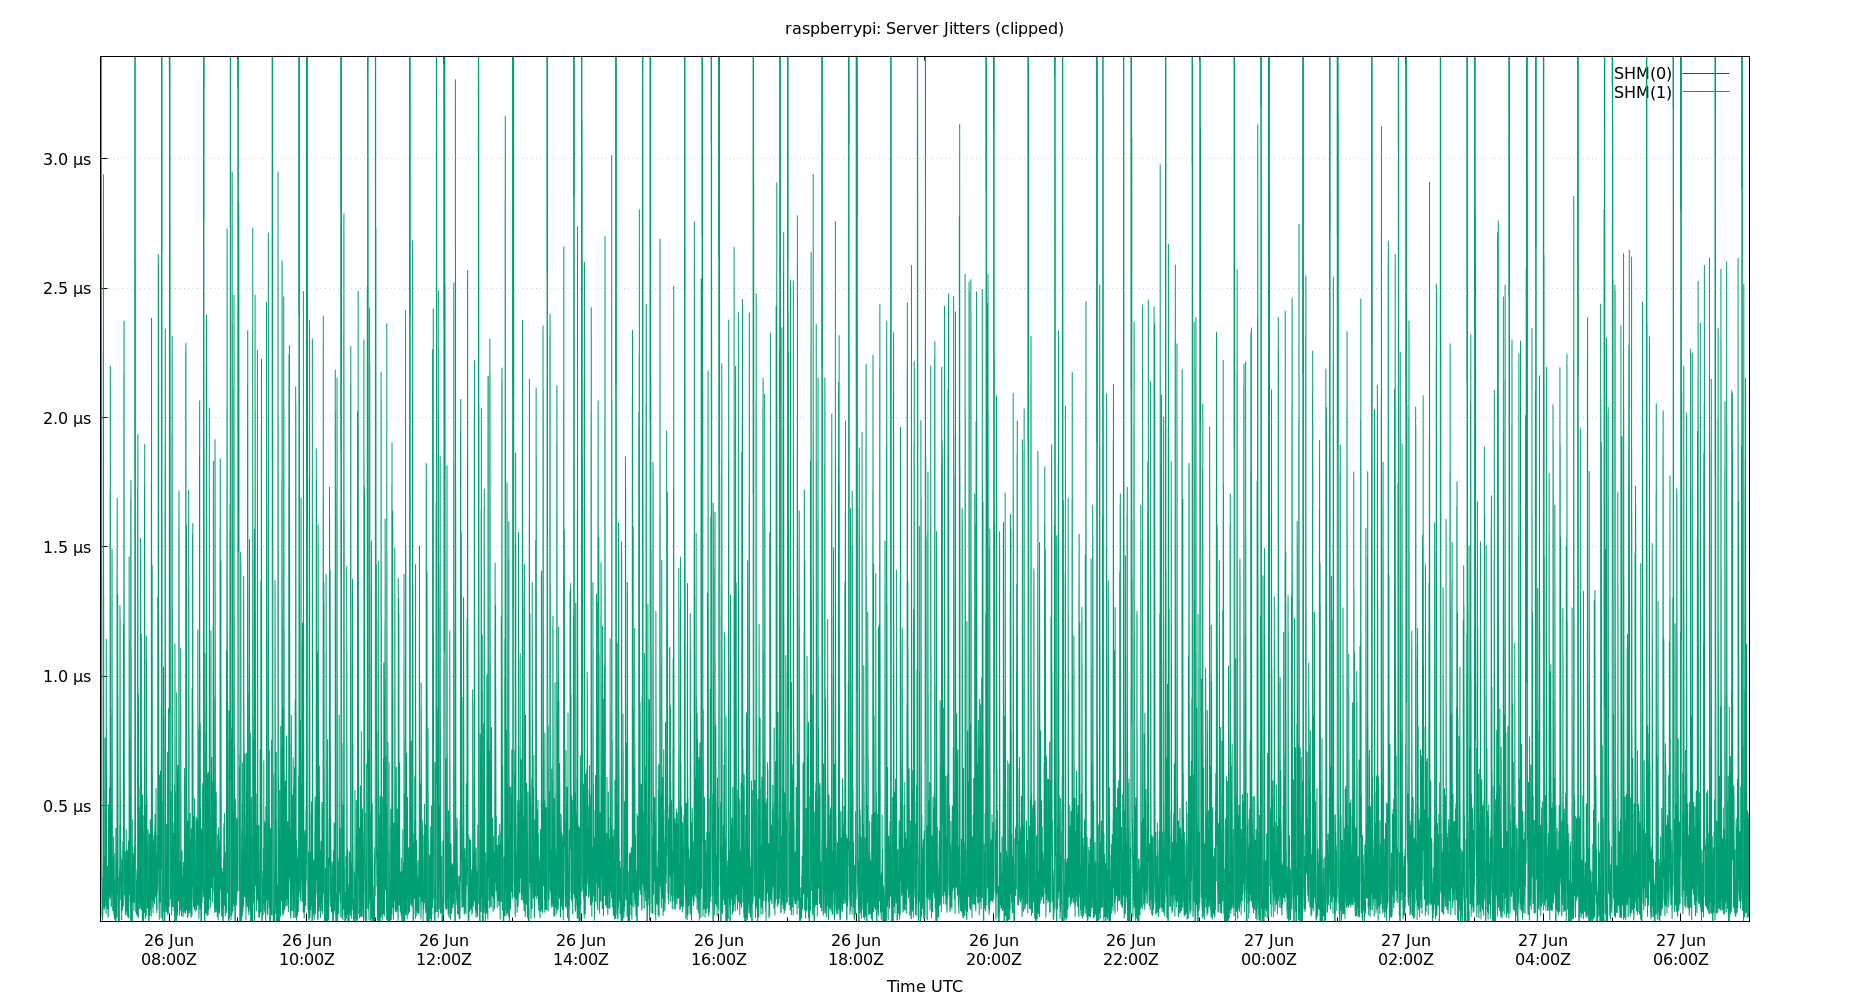 raspberrypi: Server Jitters (clipped)
SHM(0)
SHM(1)
3.0 µs
2.5 µs
2.0 µs
1.5 µs
1.0 µs
0.5 µs
26 Jun 26 Jun 26 Jun 26 Jun 26 Jun 26 Jun 26 Jun 26 Jun 27 Jun 27 Jun 27 Jun 27 Jun
08:00Z 10:00Z 12:00Z 14:00Z 16:00Z 18:00Z 20:00Z 22:00Z 00:00Z 02:00Z 04:00Z 06:00Z
Time UTC